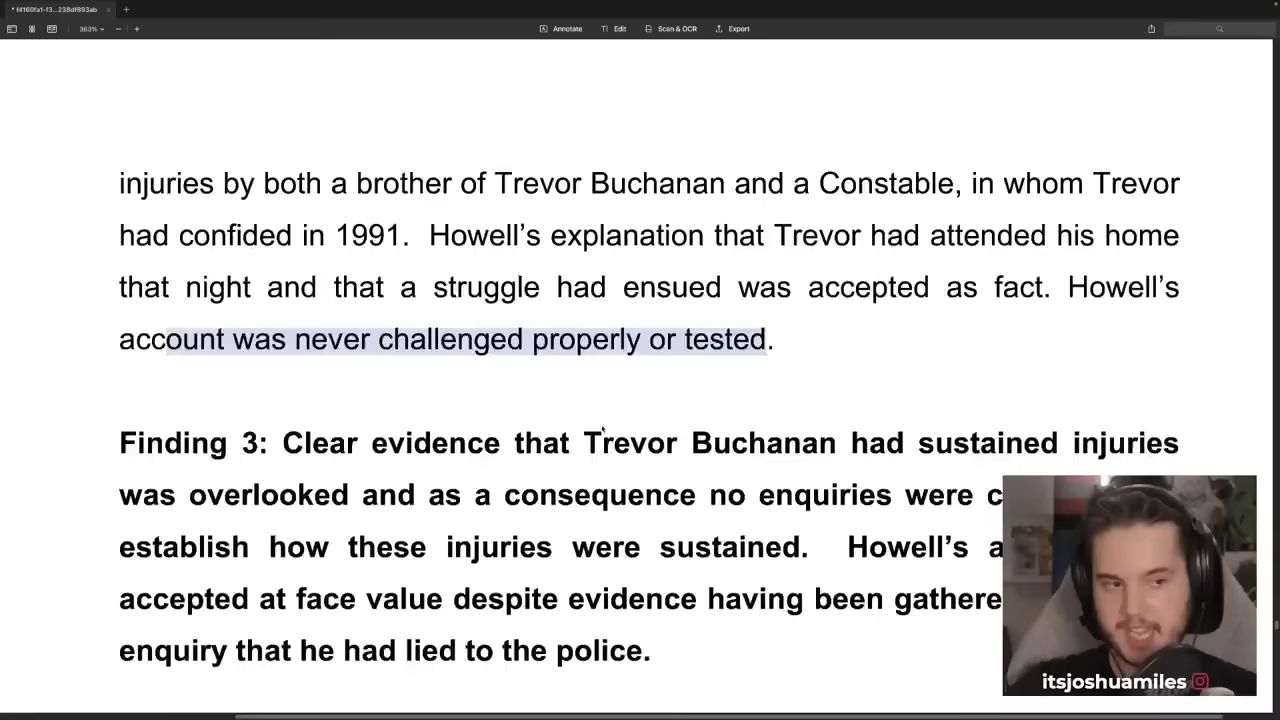 363%
Annotate
Edit
Scan & OCR
Export
injuries by both a brother of Trevor Buchanan and a Constable, in whom Trevor
had confided in 1991. Howell's explanation that Trevor had attended his home
that night and that a struggle had ensued was accepted as fact. Howell's
account was never challenged properly or tested.
Finding 3: Clear evidence that Trevor Buchanan had sustained injuries
was overlooked and as a consequence no enquiries were
establish how these injuries were sustained. Howell's
accepted at face value despite evidence having been
enquiry that he had lied to the police.
itsjoshuamiles